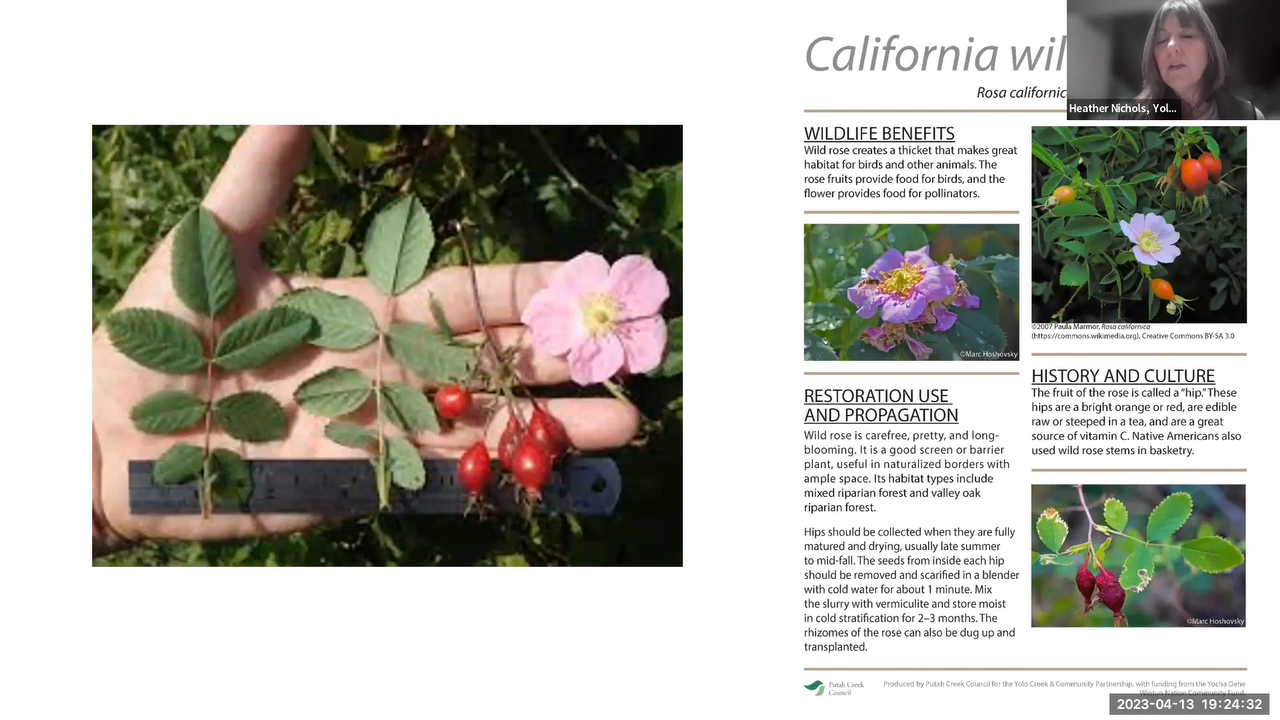 California wil
Rosa californic
Heather Nichols, Yol...
WILDLIFE BENEFITS
Wild rose creates a thicket that makes great
habitat for birds and other animals. The
rose fruits provide food for birds, and the
flower provides food for pollinators.
©Marc Hoshovsky
RESTORATION USE
AND PROPAGATION
Wild rose is carefree, pretty, and long-
blooming. It is a good screen or barrier
plant, useful in naturalized borders with
ample space. Its habitat types include
mixed riparian forest and valley oak
riparian forest.
Hips should be collected when they are fully
matured and drying, usually late summer
to mid-fall. The seeds from inside each hip
should be removed and scarified in a blender
with cold water for about 1 minute. Mix
the slurry with vermiculite and store moist
in cold stratification for 2–3 months. The
rhizomes of the rose can also be dug up and
transplanted.
©2007 Paula Marmor, Rosa californica
(https://commons.wikimedia.org), Creative Commons BY-SA 3.0
HISTORY AND CULTURE
The fruit of the rose is called a “hip.” These
hips are a bright orange or red, are edible
raw or steeped in a tea, and are a great
source of vitamin C. Native Americans also
used wild rose stems in basketry.
©Marc Hoshovsky
Putah Creek
Council
Produced by Putah Creek Council for the Yolo Creek & Community Partnership, with funding from the Yocha Dehe
Wintun Nation Community Fund.
2023-04-13 19:24:32